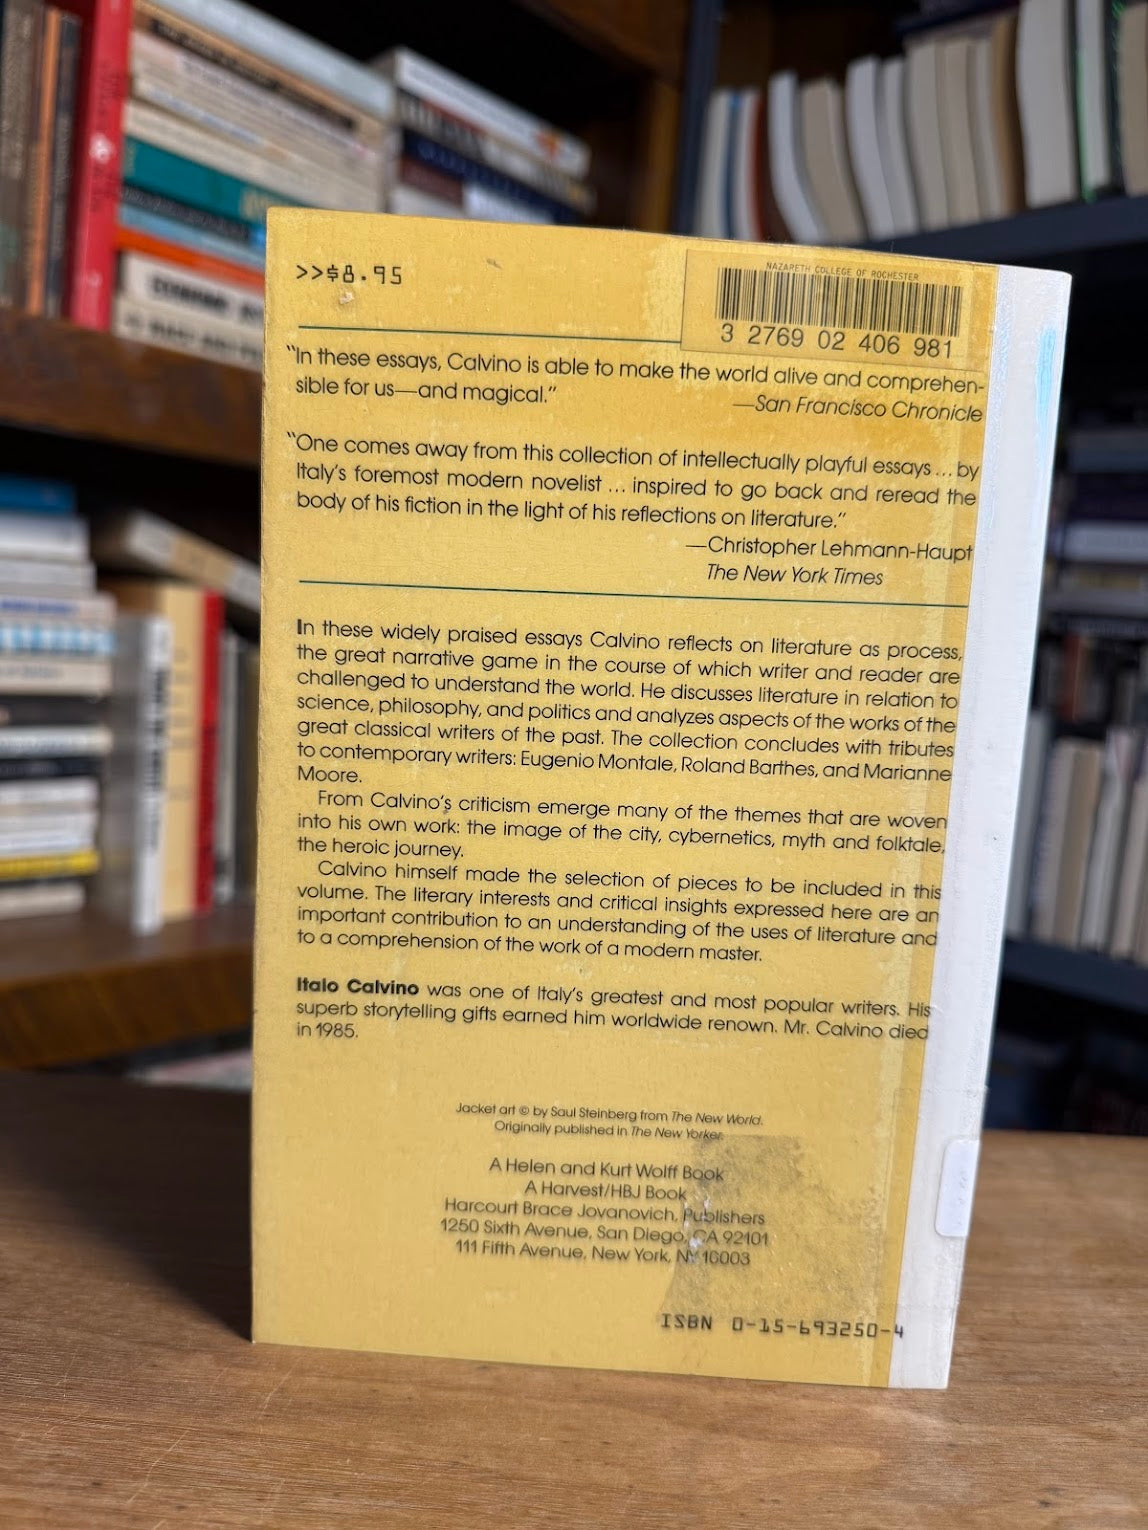 >>$8.95
NAZARETH COLLEGE OF ROCHESTER
3 2769 02 406 981
“In these essays, Calvino is able to make the world alive and comprehen-
sible for us—and magical.”
—San Francisco Chronicle
“One comes away from this collection of intellectually playful essays ... by
Italy’s foremost modern novelist ... inspired to go back and reread the
body of his fiction in the light of his reflections on literature.”
—Christopher Lehmann-Haupt
The New York Times
In these widely praised essays Calvino reflects on literature as process,
the great narrative game in the course of which writer and reader are
challenged to understand the world. He discusses literature in relation to
science, philosophy, and politics and analyzes aspects of the works of the
great classical writers of the past. The collection concludes with tributes
to contemporary writers: Eugenio Montale, Roland Barthes, and Marianne
Moore.
From Calvino’s criticism emerge many of the themes that are woven
into his own work: the image of the city, cybernetics, myth and folktale,
the heroic journey.
Calvino himself made the selection of pieces to be included in this
volume. The literary interests and critical insights expressed here are an
important contribution to an understanding of the uses of literature and
to a comprehension of the work of a modern master.
Italo Calvino was one of Italy’s greatest and most popular writers. His
superb storytelling gifts earned him worldwide renown. Mr. Calvino died
in 1985.
Jacket art © by Saul Steinberg from The New World.
Originally published in The New Yorker.
A Helen and Kurt Wolff Book
A Harvest/HBJ Book
Harcourt Brace Jovanovich, Publishers
1250 Sixth Avenue, San Diego, CA 92101
111 Fifth Avenue, New York, NY 10003
ISBN 0-15-693250-4